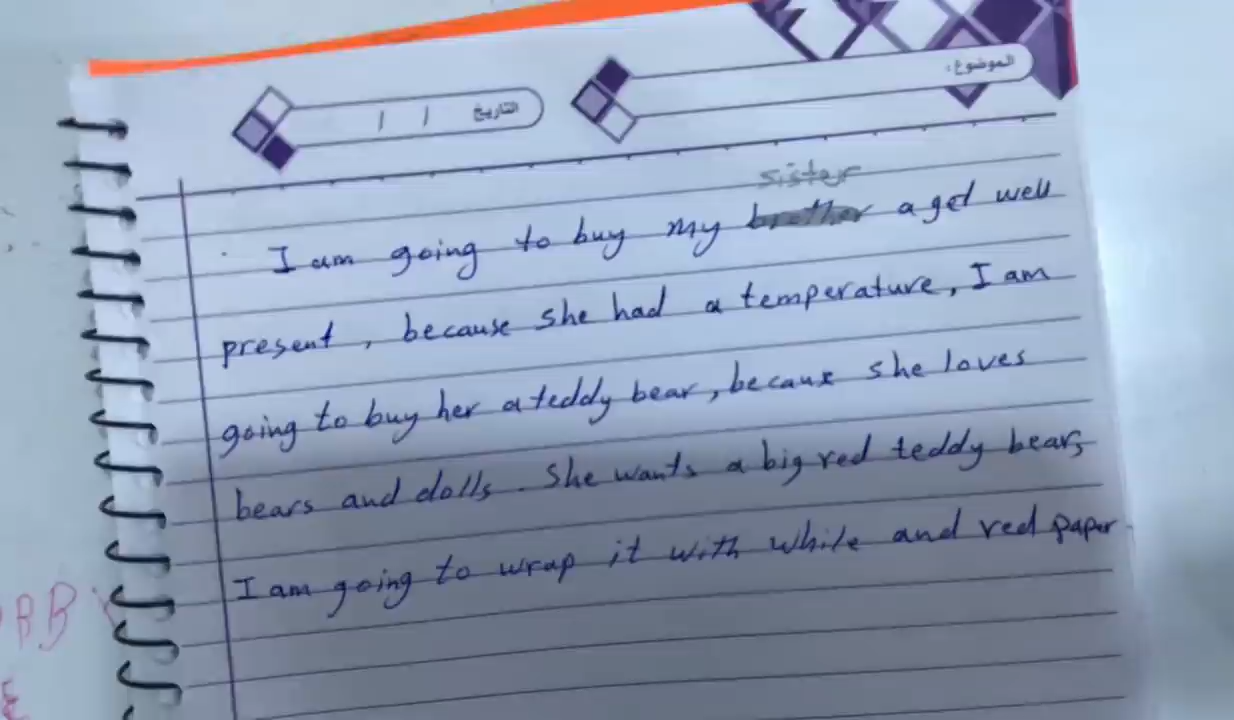 الموضوع:
التاريخ / /
sister
I am going to buy my brother a get well
present, because she had a temperature, I am
going to buy her a teddy bear, because she loves
bears and dolls. She wants a big red teddy bear,
I am going to wrap it with white and red paper
BB